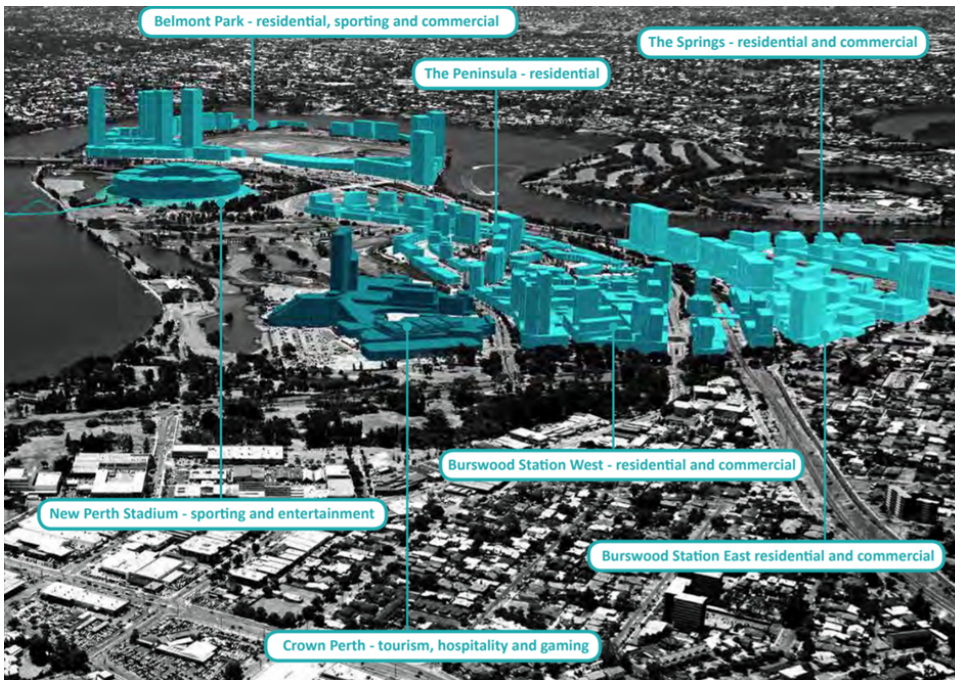 Belmont Park - residential, sporting and commercial
The Springs - residential and commercial
The Peninsula - residential
Burswood Station West - residential and commercial
New Perth Stadium - sporting and entertainment
Burswood Station East residential and commercial
Crown Perth - tourism, hospitality and gaming